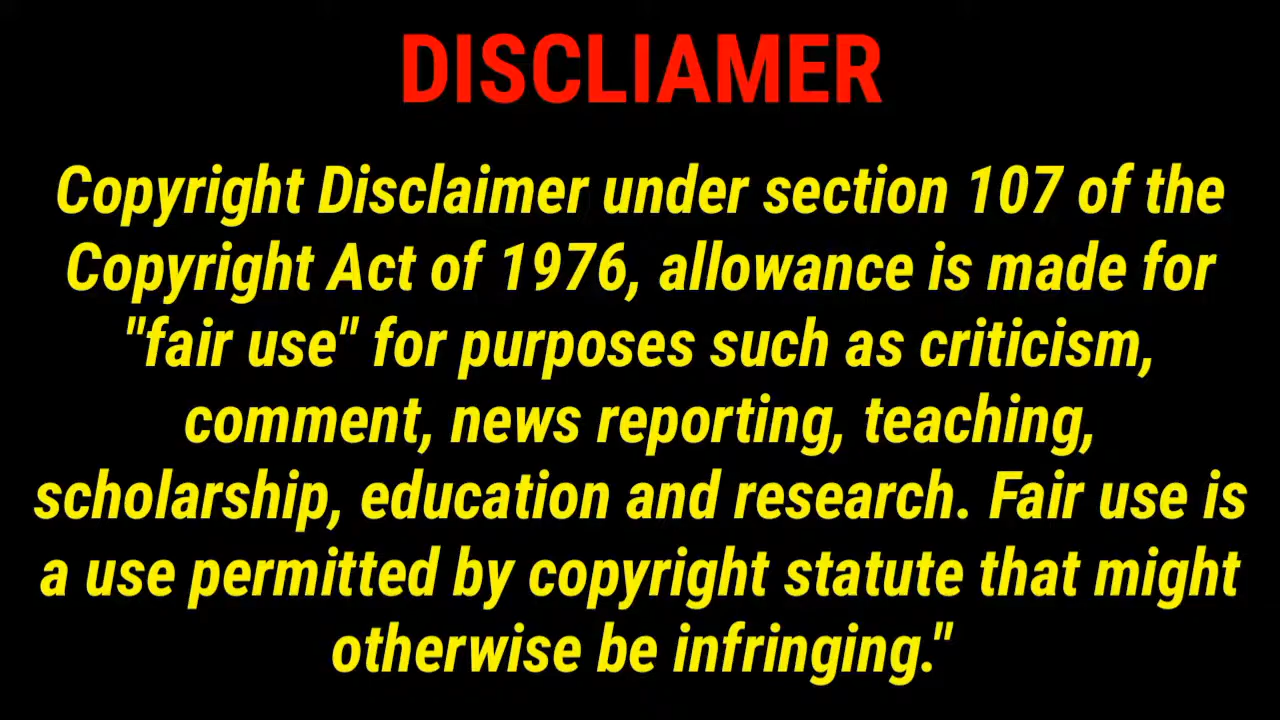 DISCLIAMER
Copyright Disclaimer under section 107 of the
Copyright Act of 1976, allowance is made for
"fair use" for purposes such as criticism,
comment, news reporting, teaching,
scholarship, education and research. Fair use is
a use permitted by copyright statute that might
otherwise be infringing."